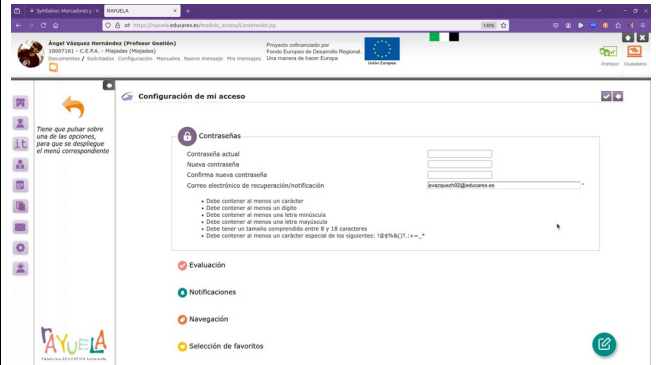 Symbaloo: Marcadores y
RAYUELA
https://rayuela.educarex.es/modulo_acceso/Contenedor.jsp
140%
Ángel Vázquez Hernández (Profesor Gestión)
10007161 - C.E.P.A. - Miajadas (Miajadas)
Documentos / Solicitados Configuración Manuales Nuevo mensaje Mis mensajes
Proyecto cofinanciado por
Fondo Europeo de Desarrollo Regional
Una manera de hacer Europa
Unión Europea
Profesor Ciudadano
Tiene que pulsar sobre
una de las opciones,
para que se despliegue
el menú correspondiente
it
Configuración de mi acceso
Contraseñas
Contraseña actual
Nueva contraseña
Confirma nueva contraseña
Correo electrónico de recuperación/notificación
avazquezh02@educarex.es *
• Debe contener al menos un carácter
• Debe contener al menos un dígito
• Debe contener al menos una letra minúscula
• Debe contener al menos una letra mayúscula
• Debe tener un tamaño comprendido entre 8 y 18 caracteres
• Debe contener al menos un carácter especial de los siguientes: !@$%&()?.:+=_*
Evaluación
Notificaciones
Navegación
Selección de favoritos
RAYUELA